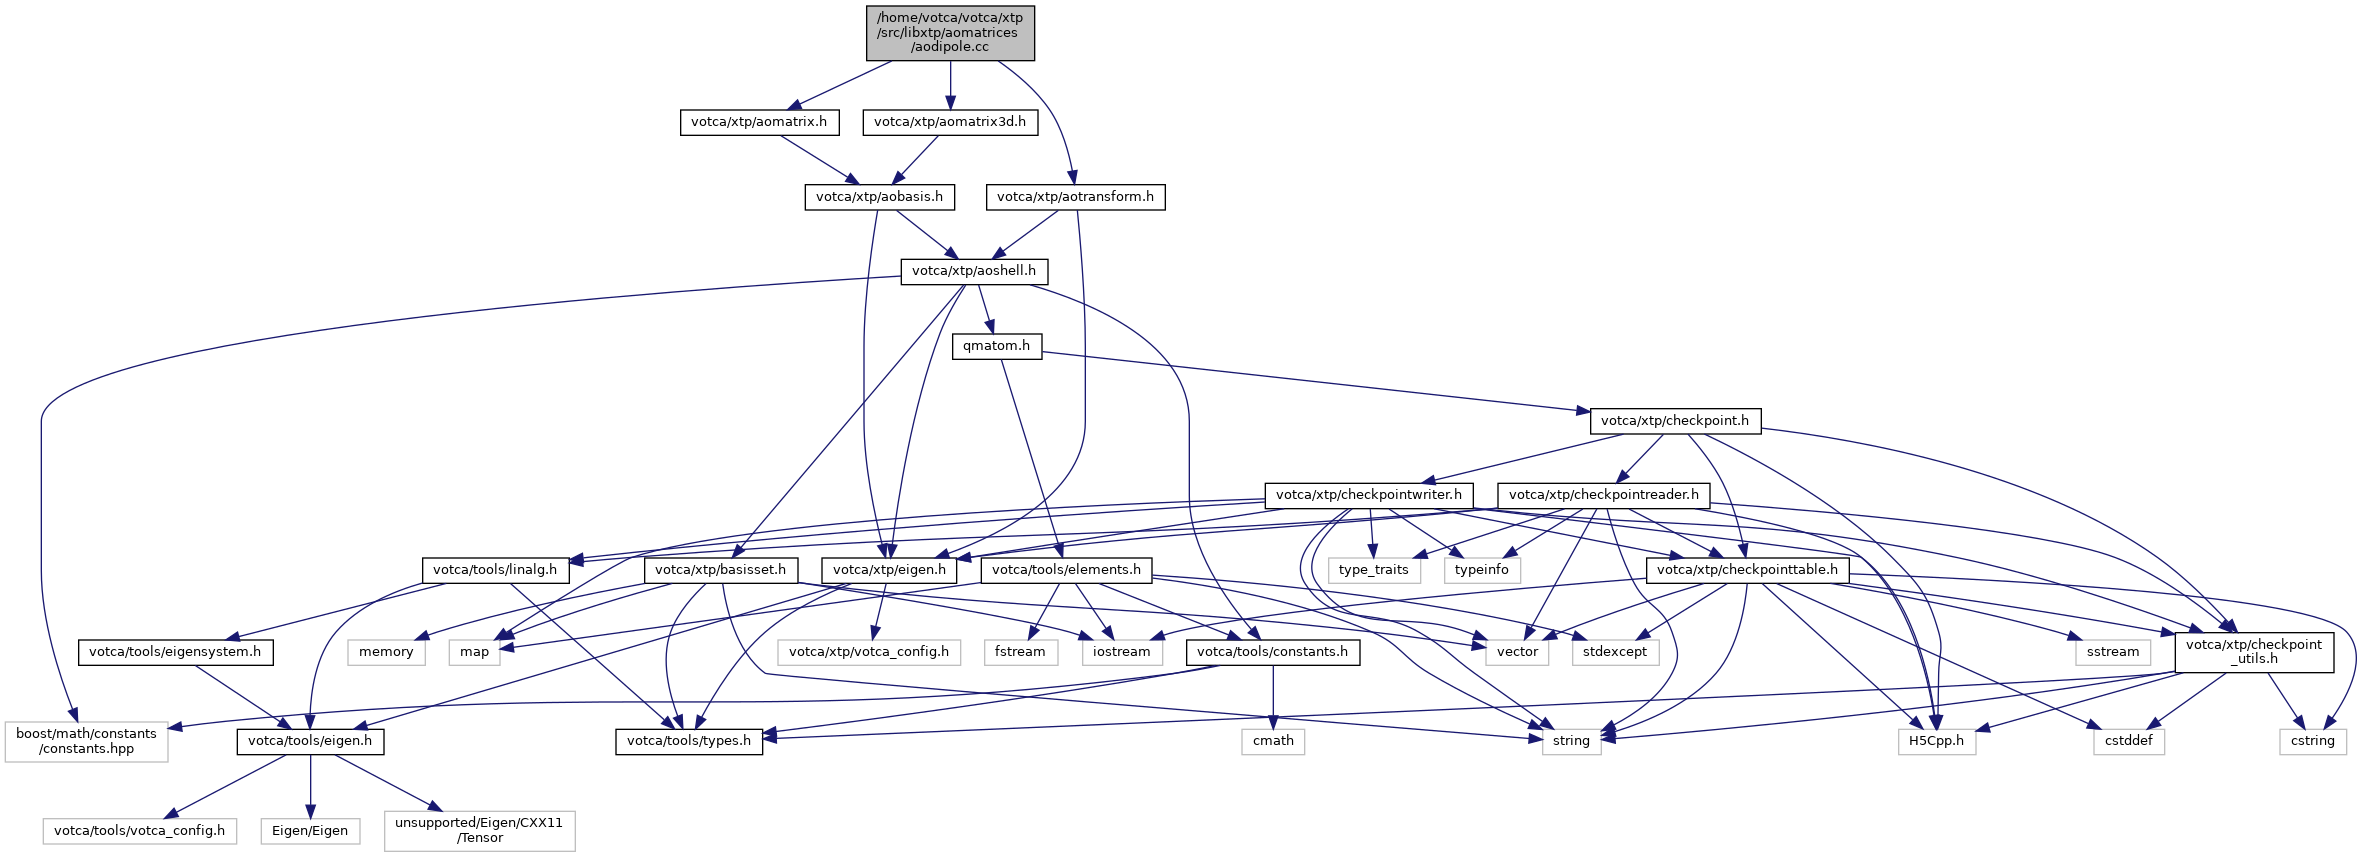 /home/votca/votca/xtp
/src/libxtp/aomatrices
/aodipole.cc
votca/xtp/aomatrix.h
votca/xtp/aomatrix3d.h
votca/xtp/aobasis.h
votca/xtp/aotransform.h
votca/xtp/aoshell.h
qmatom.h
votca/xtp/checkpoint.h
votca/xtp/checkpointwriter.h
votca/xtp/checkpointreader.h
votca/tools/linalg.h
votca/xtp/basisset.h
votca/xtp/eigen.h
votca/tools/elements.h
type_traits
typeinfo
votca/xtp/checkpointtable.h
votca/tools/eigensystem.h
memory
map
votca/xtp/votca_config.h
fstream
iostream
votca/tools/constants.h
vector
stdexcept
sstream
votca/xtp/checkpoint
_utils.h
boost/math/constants
/constants.hpp
votca/tools/eigen.h
votca/tools/types.h
cmath
string
H5Cpp.h
cstddef
cstring
votca/tools/votca_config.h
Eigen/Eigen
unsupported/Eigen/CXX11
/Tensor